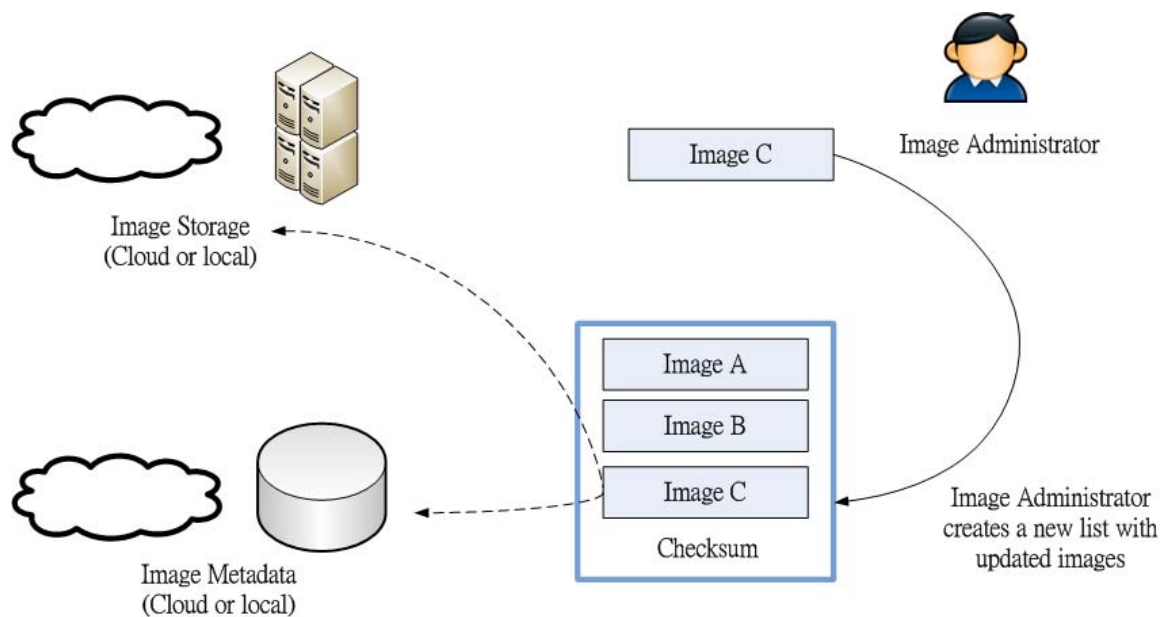 Image Administrator
Image C
Image Storage
(Cloud or local)
Image A
Image B
Image C
Checksum
Image Administrator
creates a new list with
updated images
Image Metadata
(Cloud or local)